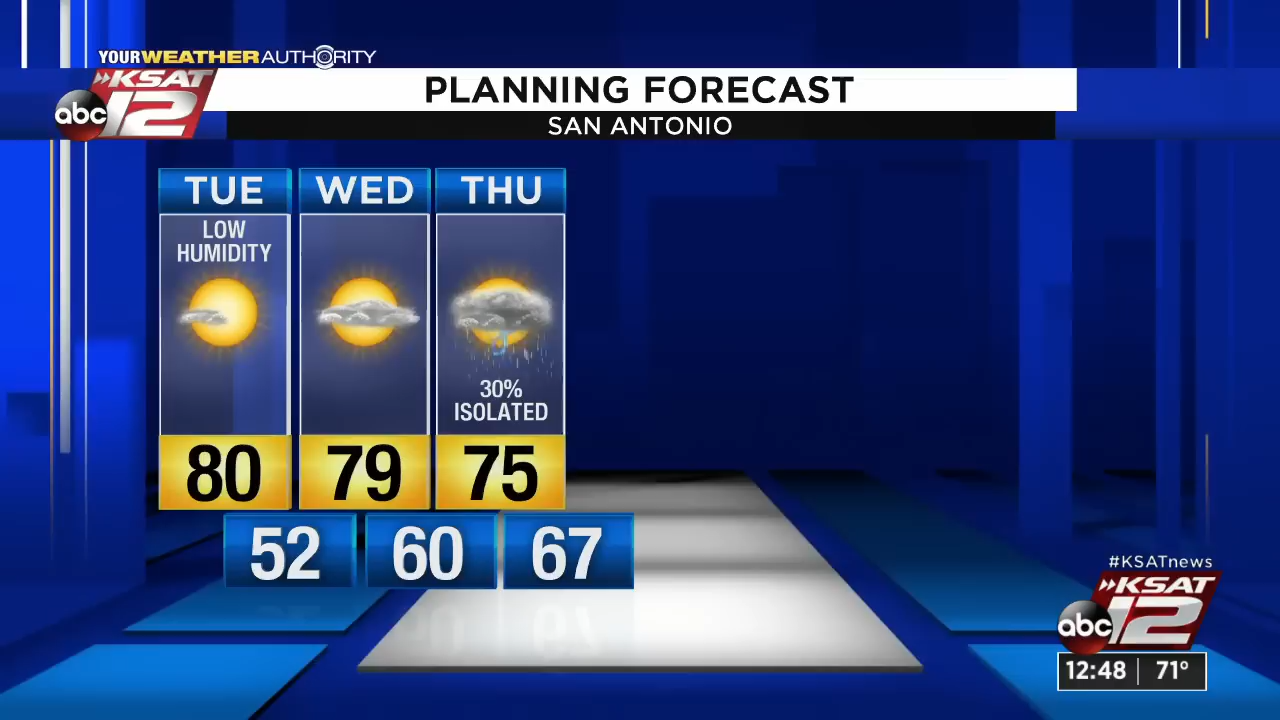 YOURWEATHERAUTHORITY
KSAT
abc 12
PLANNING FORECAST
SAN ANTONIO
TUE WED THU
LOW
HUMIDITY
30%
ISOLATED
80 79 75
52 60 67
#KSATnews
KSAT
abc 12
12:48 71°